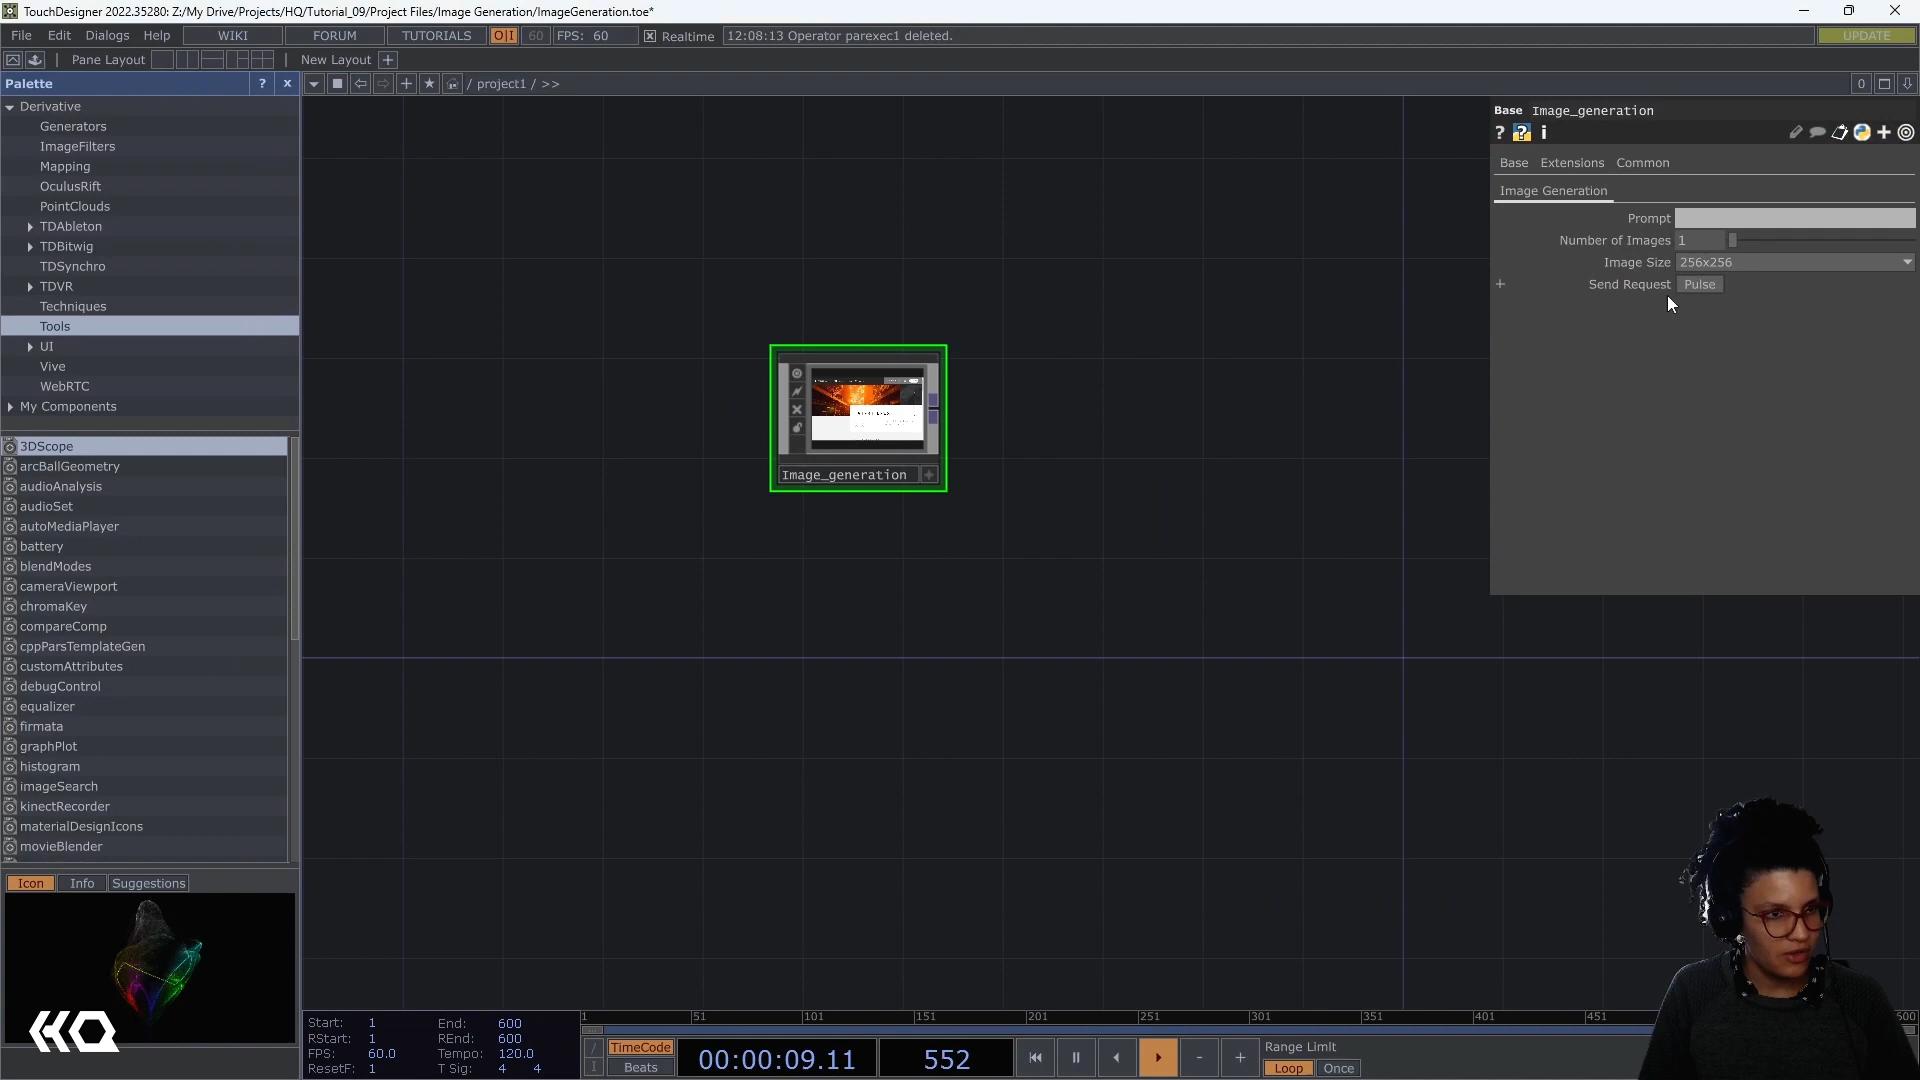 TouchDesigner 2022.35280: Z:/My Drive/Projects/HQ/Tutorial_09/Project Files/Image Generation/ImageGeneration.toe*
File Edit Dialogs Help WIKI FORUM TUTORIALS O|I 60 FPS: 60 Realtime 12:08:13 Operator parexec1 deleted. UPDATE
Pane Layout New Layout +
Palette ? x / project1 / >> 0
Derivative
Generators
ImageFilters
Mapping
OculusRift
PointClouds
TDAbleton
TDBitwig
TDSynchro
TDVR
Techniques
Tools
UI
Vive
WebRTC
My Components
3DScope
arcBallGeometry
audioAnalysis
audioSet
autoMediaPlayer
battery
blendModes
cameraViewport
chromaKey
compareComp
cppParsTemplateGen
customAttributes
debugControl
equalizer
firmata
graphPlot
histogram
imageSearch
kinectRecorder
materialDesignIcons
movieBlender
Icon Info Suggestions
HQ
Image_generation
Base Image_generation
? ? i
Base Extensions Common
Image Generation
Prompt
Number of Images 1
Image Size 256x256
+ Send Request Pulse
Start: 1 End: 600
RStart: 1 REnd: 600
FPS: 60.0 Tempo: 120.0
ResetF: 1 T Sig: 4 4
1 51 101 151 201 251 301 351 401 451 500
TimeCode
Beats
00:00:09.11 552
- +
Range Limit
Loop Once